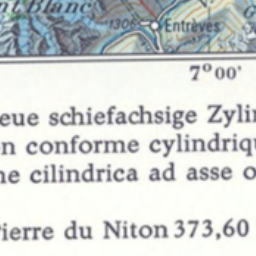 nt Blanc
1306 Entrèves
7°00'
eue schiefachsige Zylin
n conforme cylindriqu
ne cilindrica ad asse o
Pierre du Niton 373,60